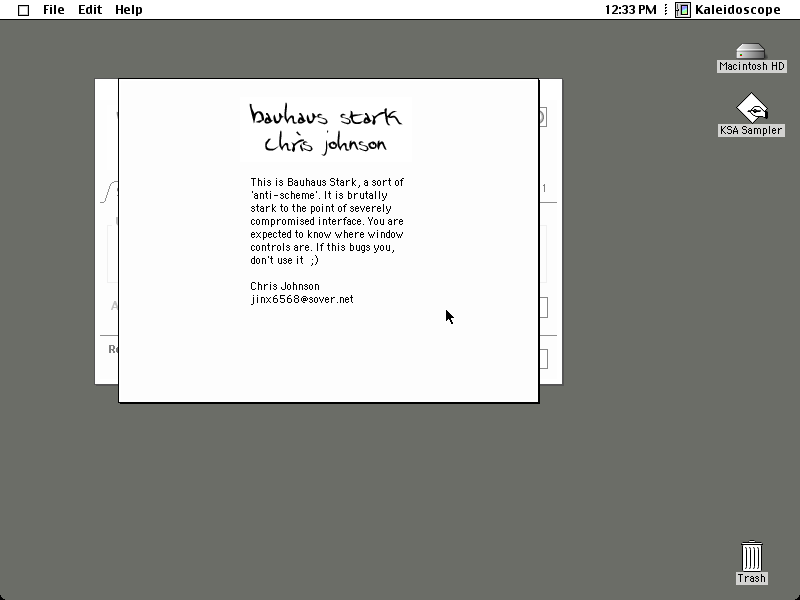 File Edit Help 12:33 PM Kaleidoscope
Macintosh HD
KSA Sampler
bauhaus stark
chris johnson
This is Bauhaus Stark, a sort of
'anti-scheme'. It is brutally
stark to the point of severely
compromised interface. You are
expected to know where window
controls are. If this bugs you,
don't use it ;)
Chris Johnson
jinx6568@sover.net
1
Trash